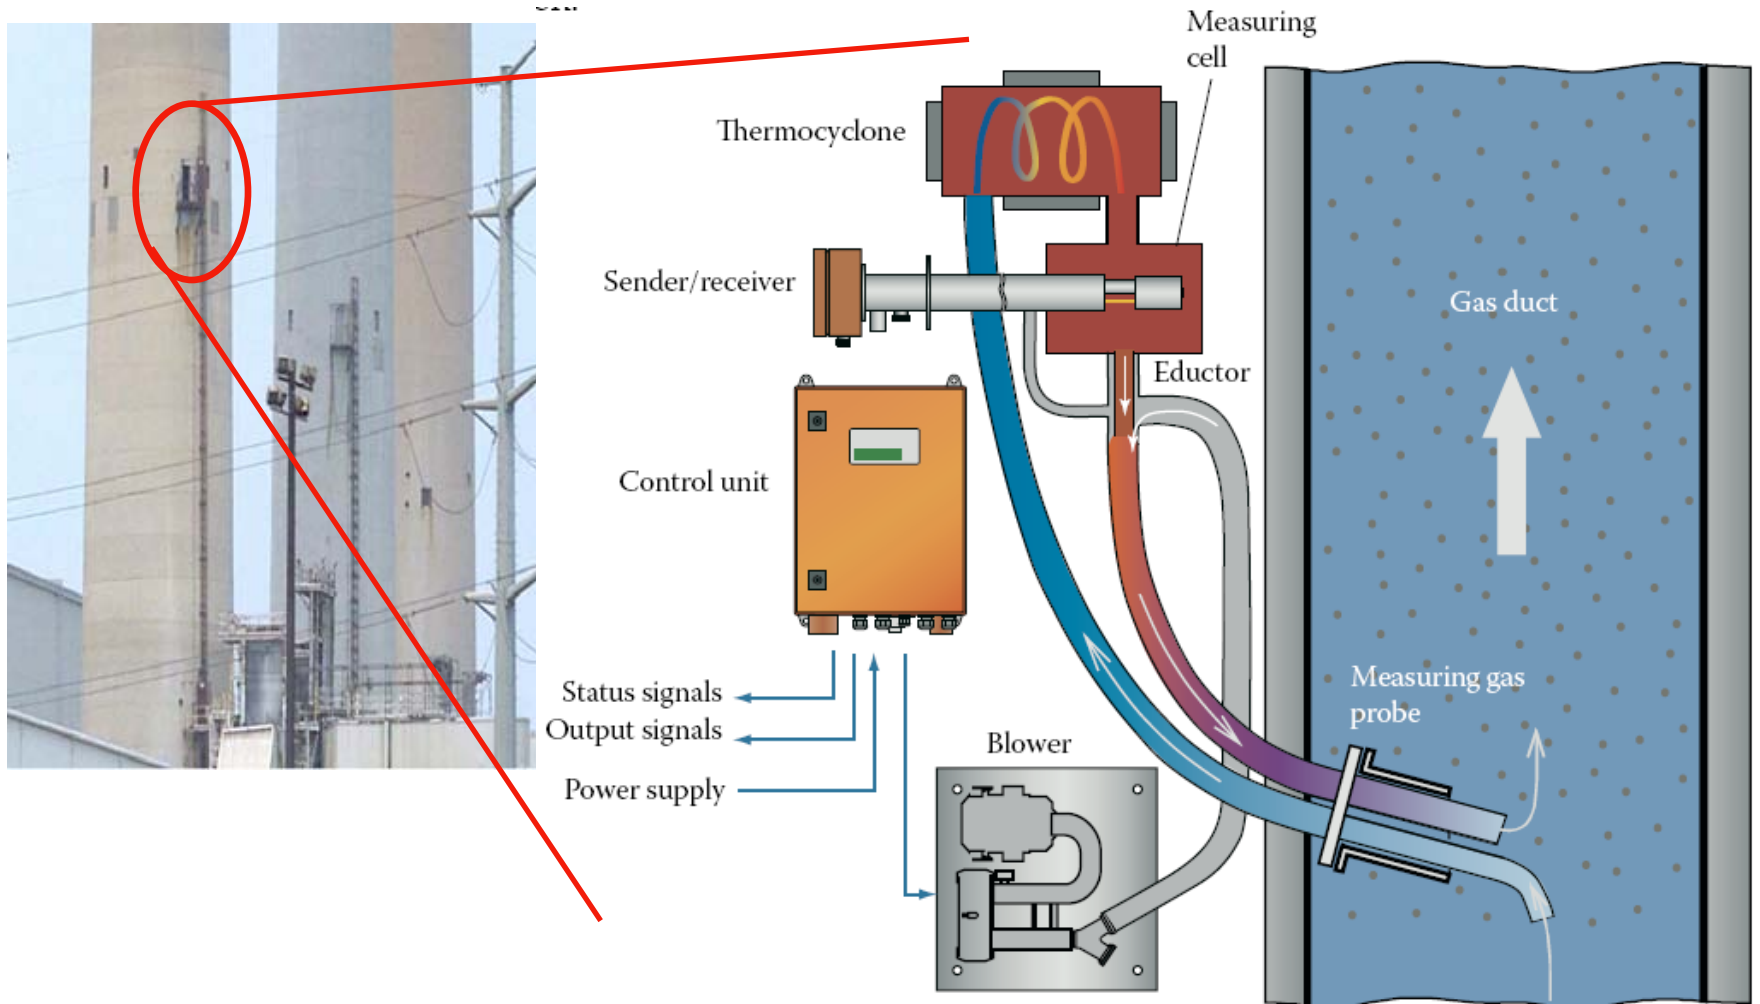 Measuring
cell
Thermocyclone
Sender/receiver
Gas duct
Eductor
Control unit
Measuring gas
probe
Status signals
Output signals
Blower
Power supply